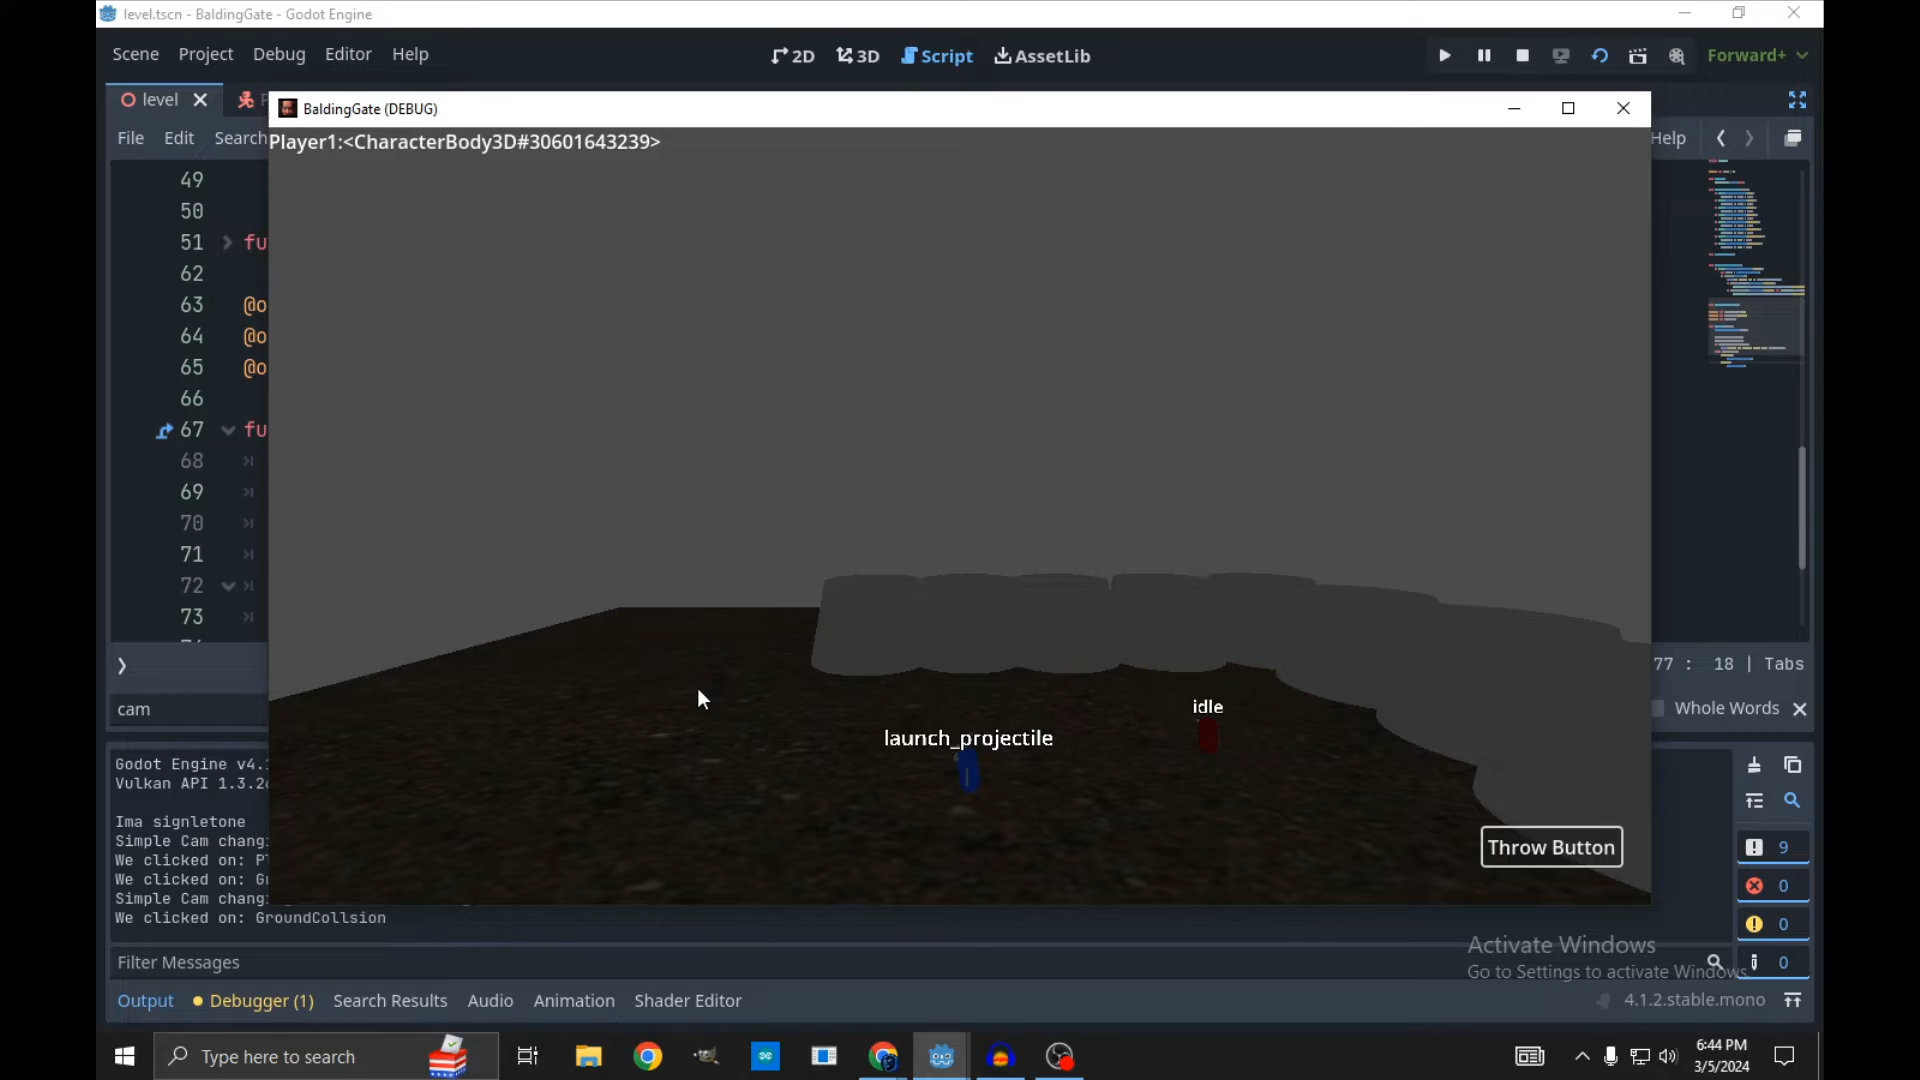 level.tscn - BaldingGate - Godot Engine
Scene Project Debug Editor Help
2D 3D Script AssetLib
Forward+
level
BaldingGate (DEBUG)
File Edit Search
Help
Player1:<CharacterBody3D#30601643239>
49
50
51 fu
62
63 @o
64 @o
65 @o
66
67 fu
68
69
70
71
72
73
77 : 18 | Tabs
cam
Whole Words
idle
launch_projectile
Throw Button
Godot Engine v4.1
Vulkan API 1.3.2
Ima signletone
Simple Cam changi
We clicked on: Pl
We clicked on: G
Simple Cam changi
We clicked on: GroundCollsion
9
0
0
0
Filter Messages
Activate Windows
Go to Settings to activate Windows.
Output Debugger (1) Search Results Audio Animation Shader Editor
4.1.2.stable.mono
Type here to search
6:44 PM
3/5/2024